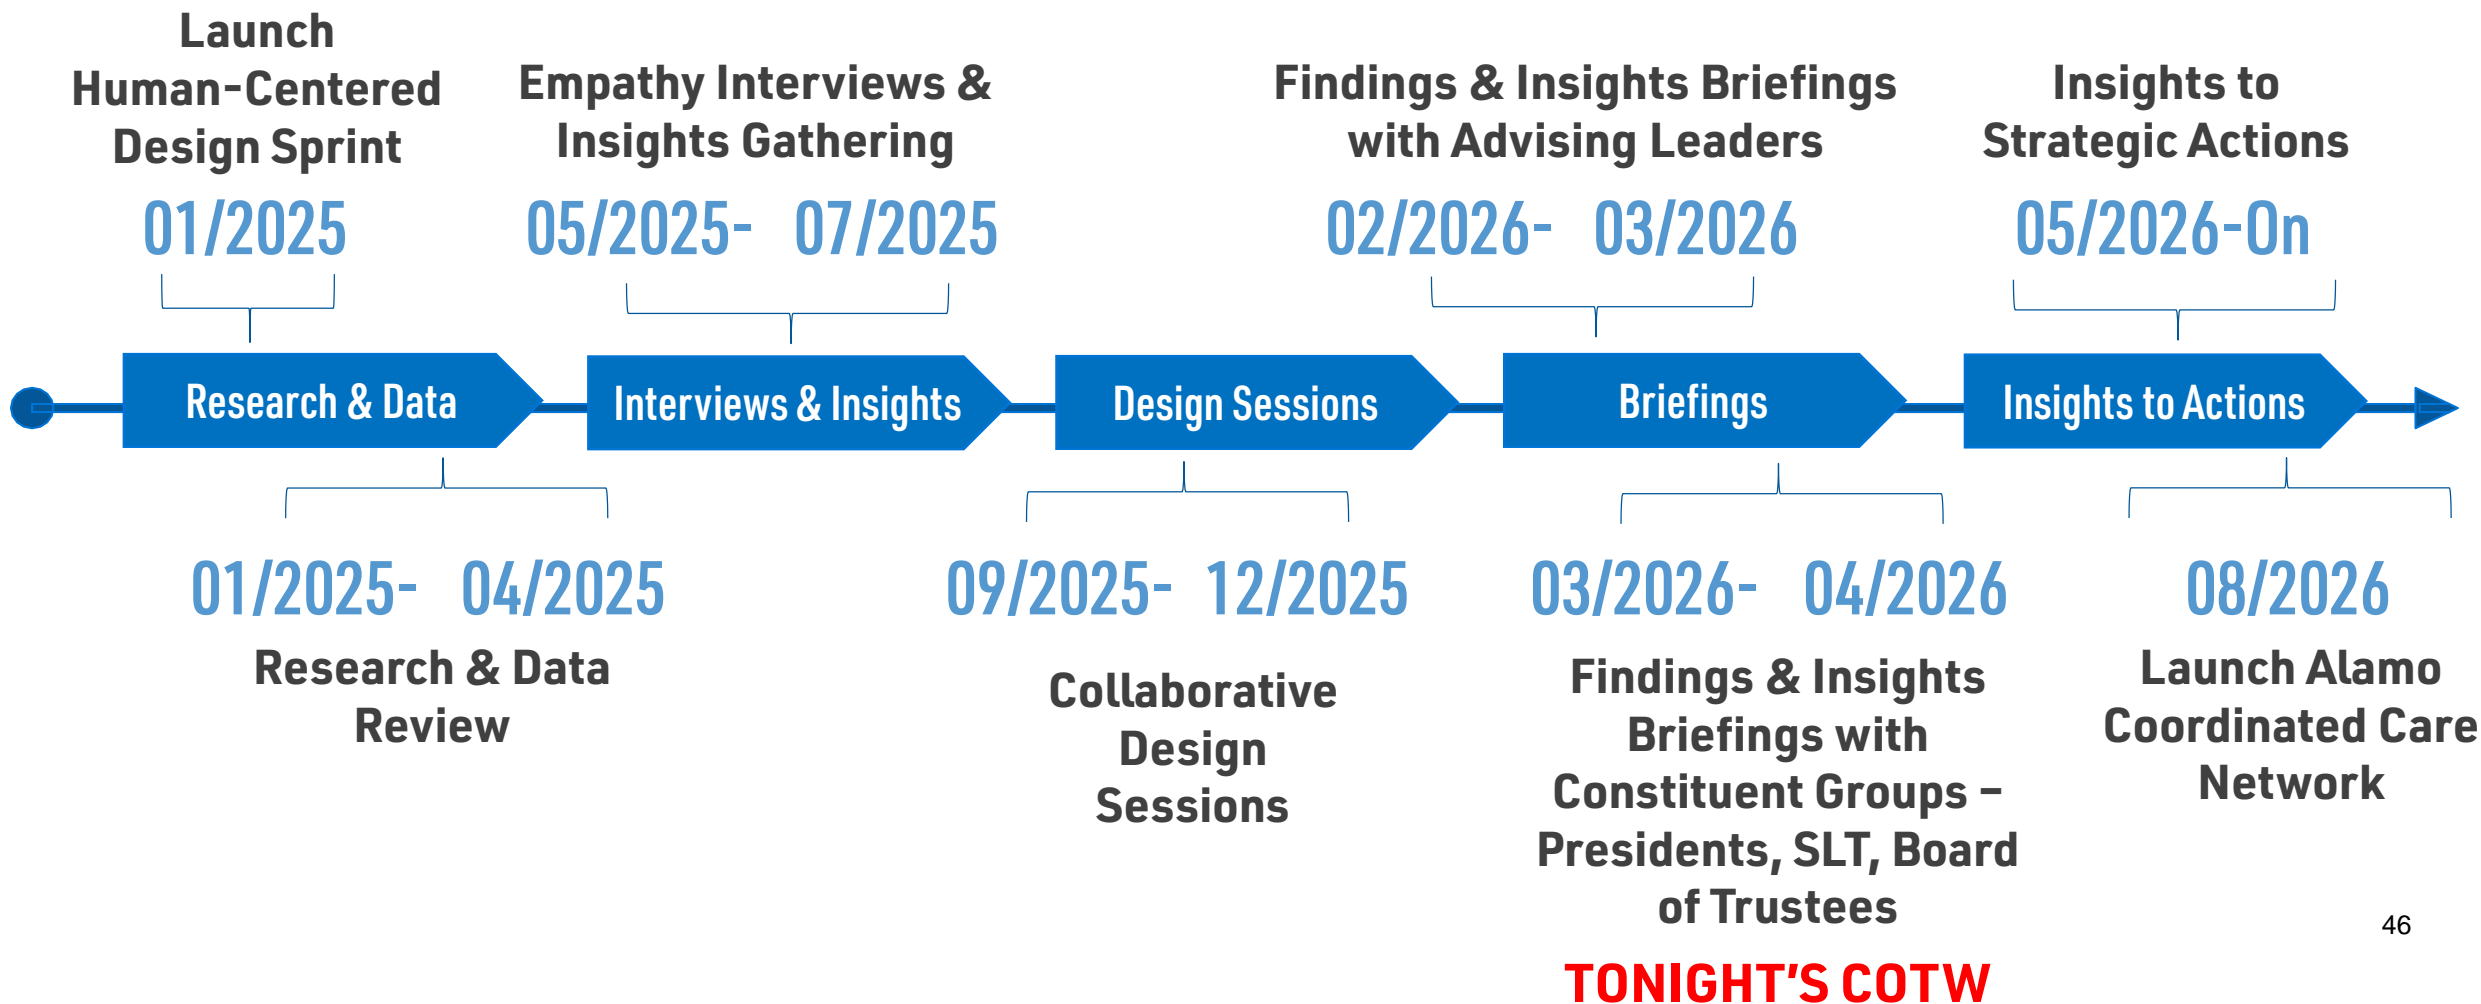 Launch
Human-Centered
Design Sprint
01/2025
Empathy Interviews &
Insights Gathering
05/2025- 07/2025
Findings & Insights Briefings
with Advising Leaders
02/2026- 03/2026
Insights to
Strategic Actions
05/2026-On
Research & Data
Interviews & Insights
Design Sessions
Briefings
Insights to Actions
01/2025- 04/2025
Research & Data
Review
09/2025- 12/2025
Collaborative
Design
Sessions
03/2026- 04/2026
Findings & Insights
Briefings with
Constituent Groups –
Presidents, SLT, Board
of Trustees
TONIGHT'S COTW
08/2026
Launch Alamo
Coordinated Care
Network
46